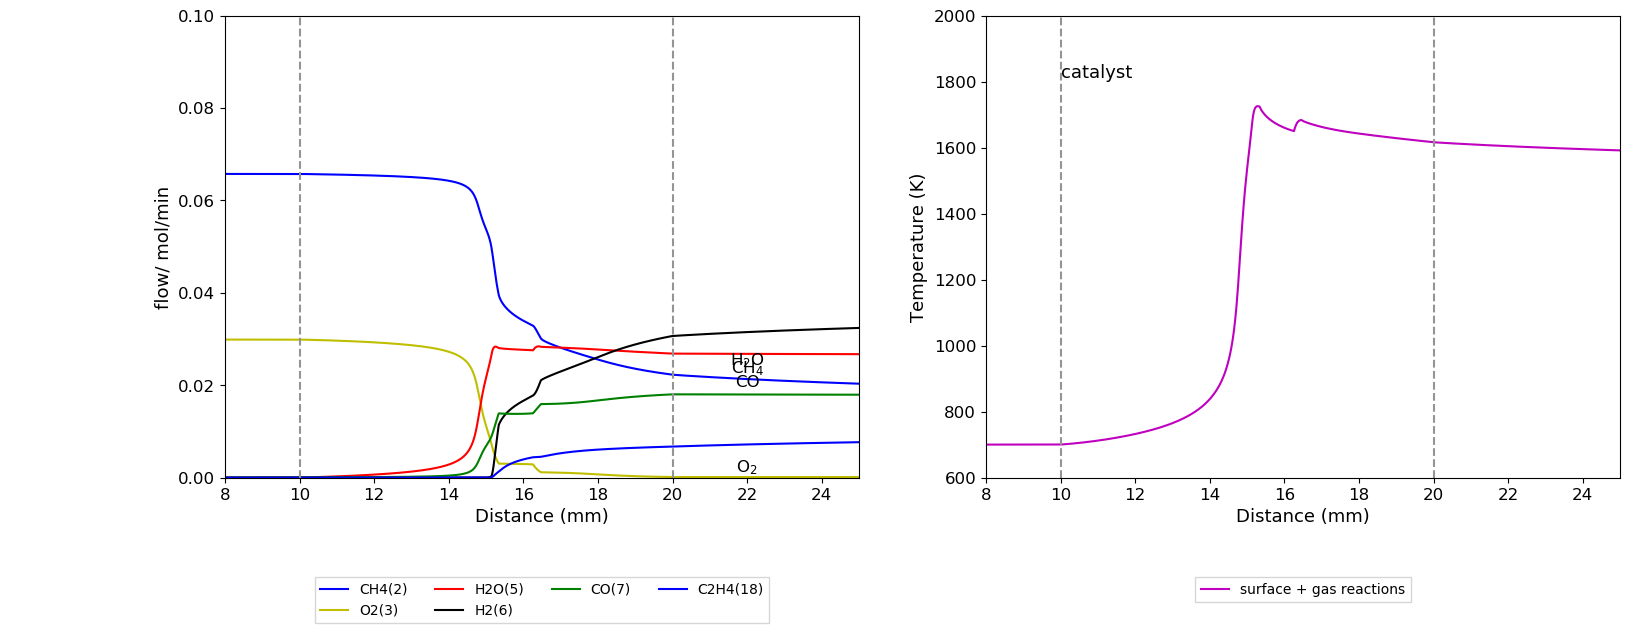 0.10
0.08
0.06
0.04
0.02
0.00
flow/ mol/min
8 10 12 14 16 18 20 22 24
Distance (mm)
H₂O
CH₄
CO
O₂
CH4(2) H2O(5) CO(7) C2H4(18)
O2(3) H2(6)
2000
1800
1600
1400
1200
1000
800
600
Temperature (K)
catalyst
8 10 12 14 16 18 20 22 24
Distance (mm)
surface + gas reactions